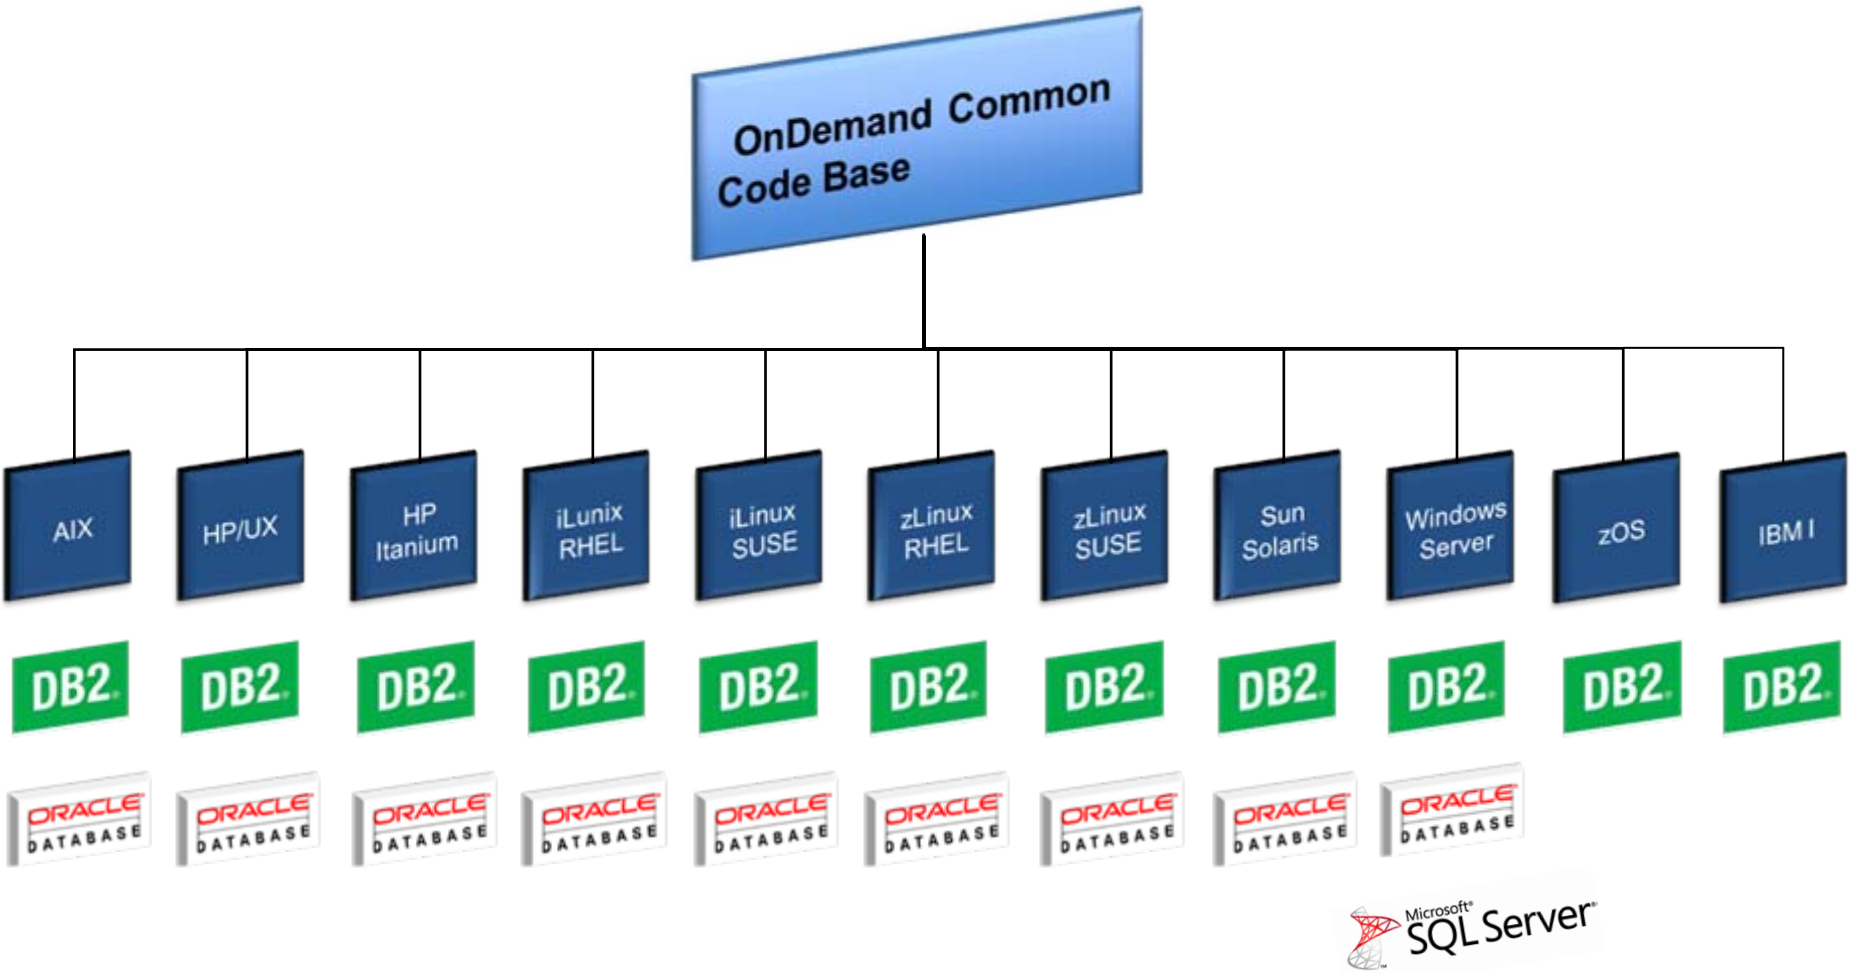 OnDemand Common
Code Base
AIX
HP/UX
HP
Itanium
iLunix
RHEL
iLinux
SUSE
zLinux
RHEL
zLinux
SUSE
Sun
Solaris
Windows
Server
zOS
IBM I
DB2®
DB2®
DB2®
DB2®
DB2®
DB2®
DB2®
DB2®
DB2®
DB2®
DB2®
ORACLE®
DATABASE
ORACLE®
DATABASE
ORACLE®
DATABASE
ORACLE®
DATABASE
ORACLE®
DATABASE
ORACLE®
DATABASE
ORACLE®
DATABASE
ORACLE®
DATABASE
ORACLE®
DATABASE
Microsoft®
SQL Server®
™